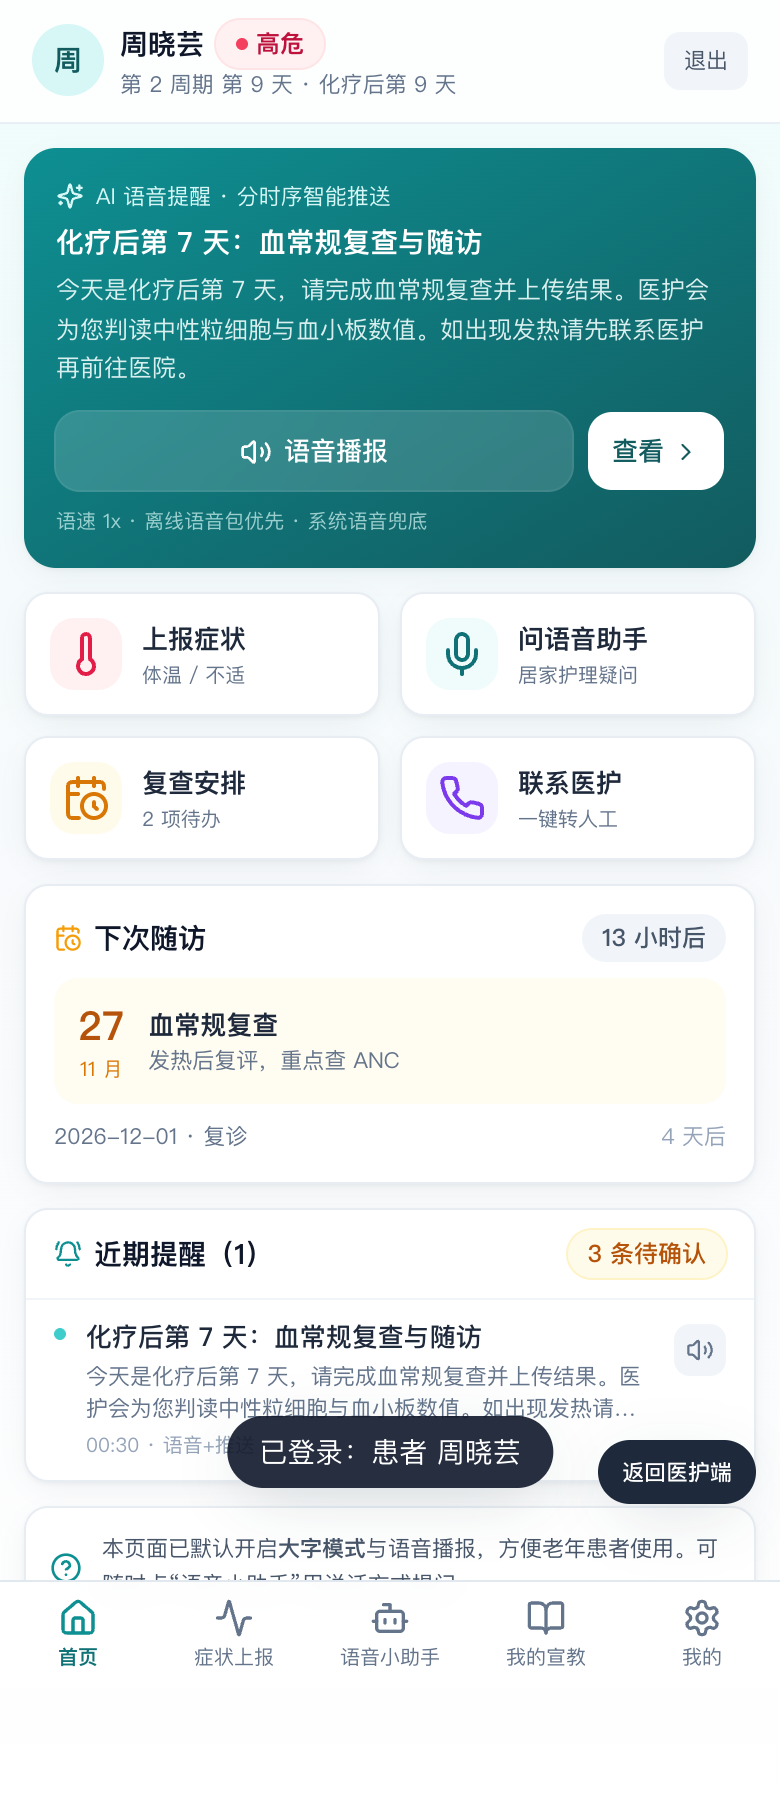 周
周晓芸
高危
第 2 周期 第 9 天 · 化疗后第 9 天
退出
AI 语音提醒 · 分时序智能推送
化疗后第 7 天：血常规复查与随访
今天是化疗后第 7 天，请完成血常规复查并上传结果。医护会
为您判读中性粒细胞与血小板数值。如出现发热请先联系医护
再前往医院。
语音播报
查看
语速 1x · 离线语音包优先 · 系统语音兜底
上报症状
体温 / 不适
问语音助手
居家护理疑问
复查安排
2 项待办
联系医护
一键转人工
下次随访
13 小时后
27
11 月
血常规复查
发热后复评，重点查 ANC
2026-12-01 · 复诊
4 天后
近期提醒（1）
3 条待确认
化疗后第 7 天：血常规复查与随访
今天是化疗后第 7 天，请完成血常规复查并上传结果。医
护会为您判读中性粒细胞与血小板数值。如出现发热请...
00:30 · 语音+推送
已登录：患者 周晓芸
返回医护端
本页面已默认开启大字模式与语音播报，方便老年患者使用。可
首页
症状上报
语音小助手
我的宣教
我的